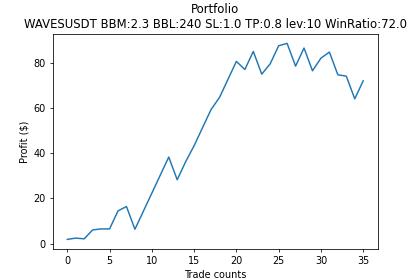 Portfolio
WAVESUSDT BBM:2.3 BBL:240 SL:1.0 TP:0.8 lev:10 WinRatio:72.0
Profit ($)
80
60
40
20
0
0 5 10 15 20 25 30 35
Trade counts